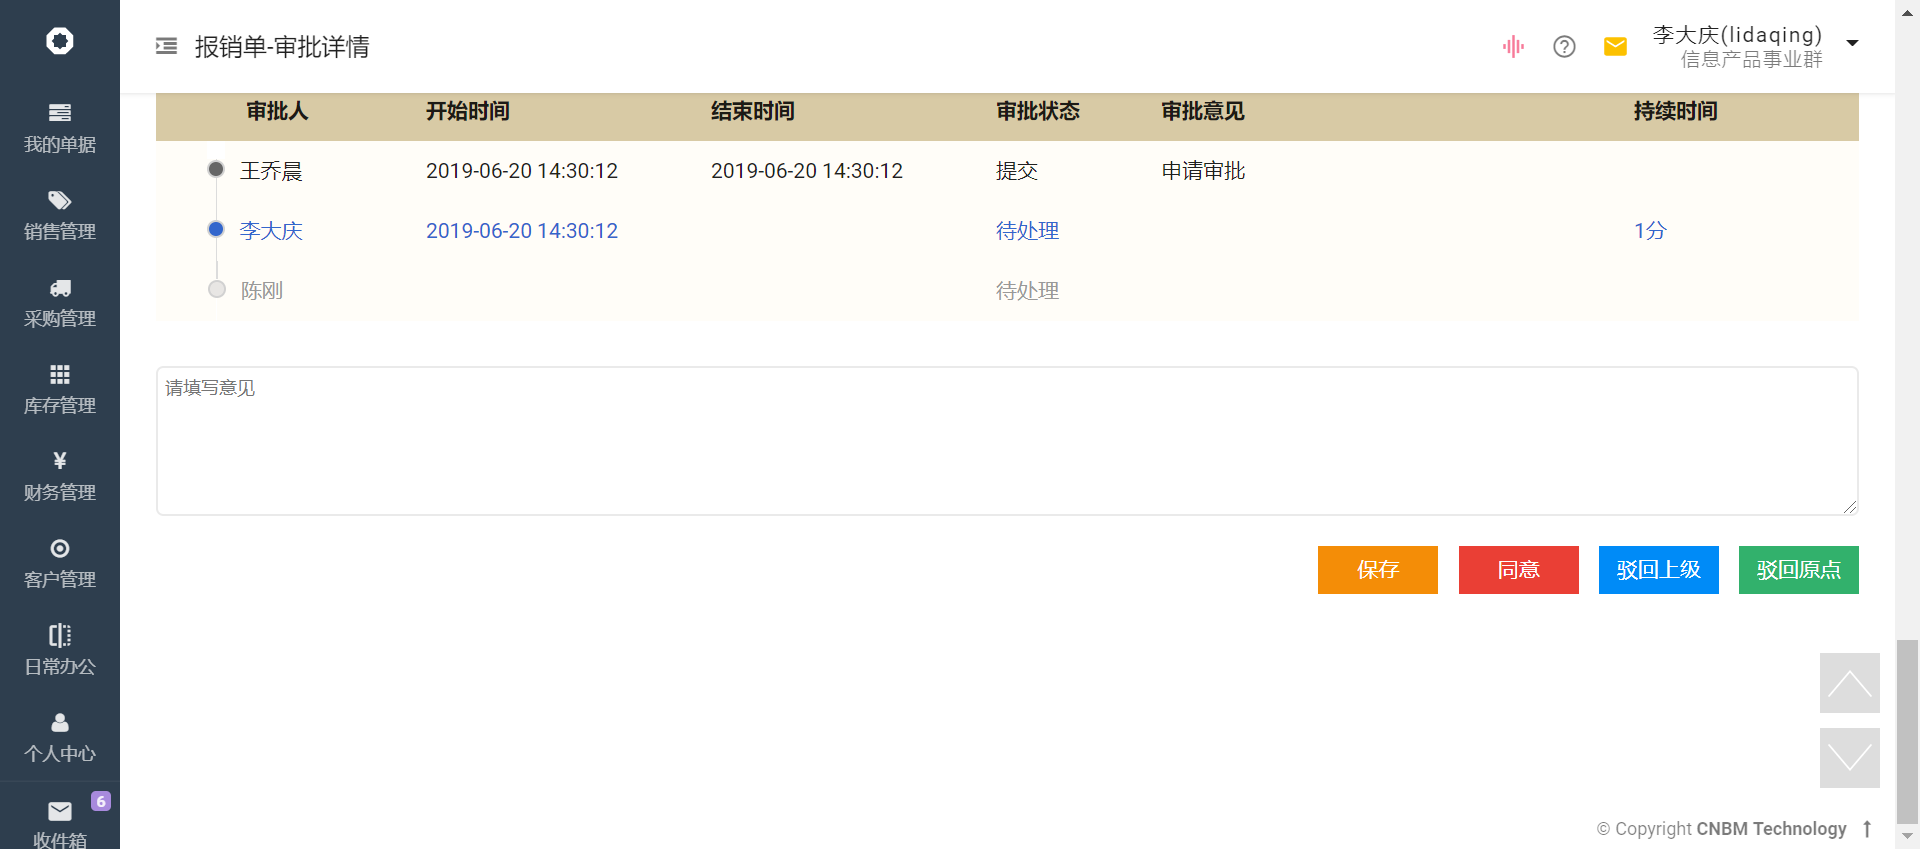 报销单-审批详情
李大庆(lidaqing)
信息产品事业群
我的单据
销售管理
采购管理
库存管理
¥
财务管理
客户管理
日常办公
个人中心
6
收件箱
审批人 开始时间 结束时间 审批状态 审批意见 持续时间
王乔晨 2019-06-20 14:30:12 2019-06-20 14:30:12 提交 申请审批
李大庆 2019-06-20 14:30:12 待处理 1分
陈刚 待处理
请填写意见
保存 同意 驳回上级 驳回原点
© Copyright CNBM Technology